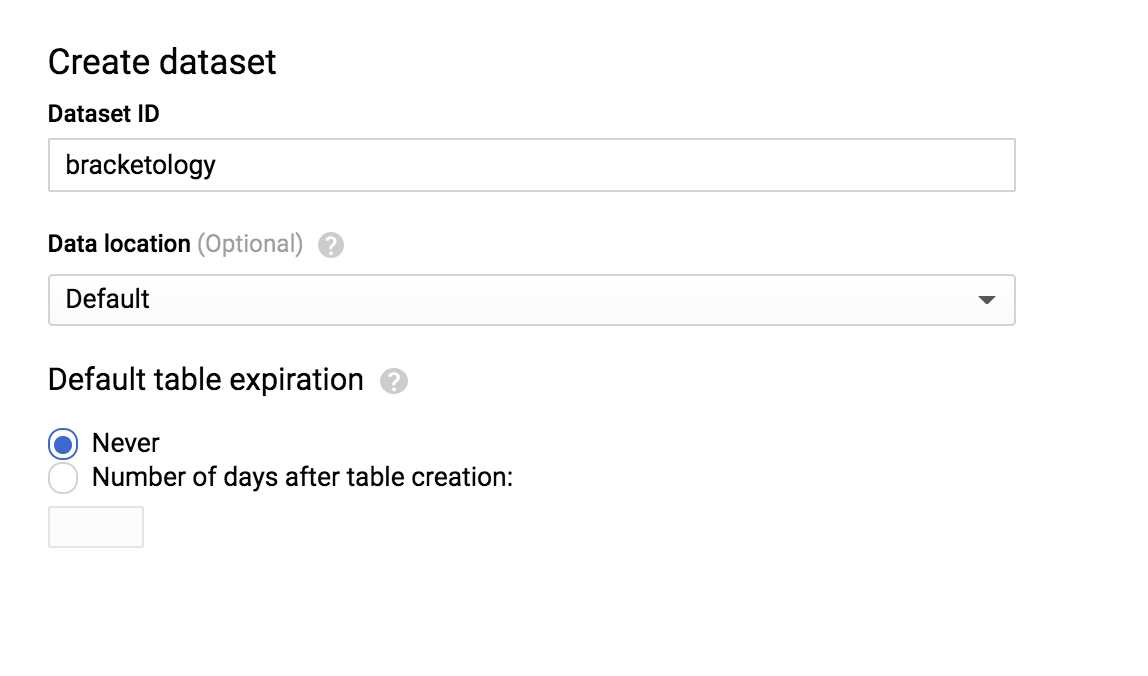 Create dataset
Dataset ID
bracketology
Data location (Optional) ?
Default
Default table expiration ?
Never
Number of days after table creation: